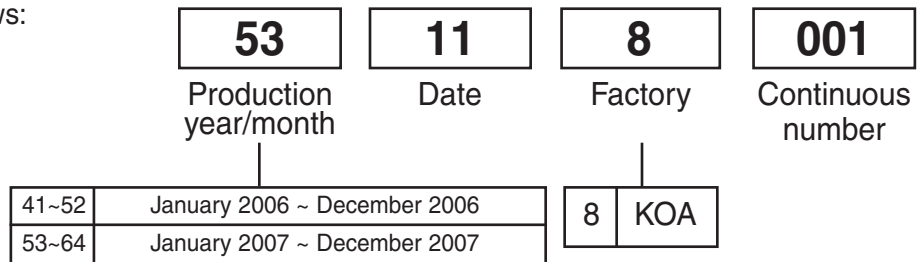 ws:
53 11 8 001
Production year/month Date Factory Continuous number
41~52 January 2006 ~ December 2006
53~64 January 2007 ~ December 2007
8 KOA